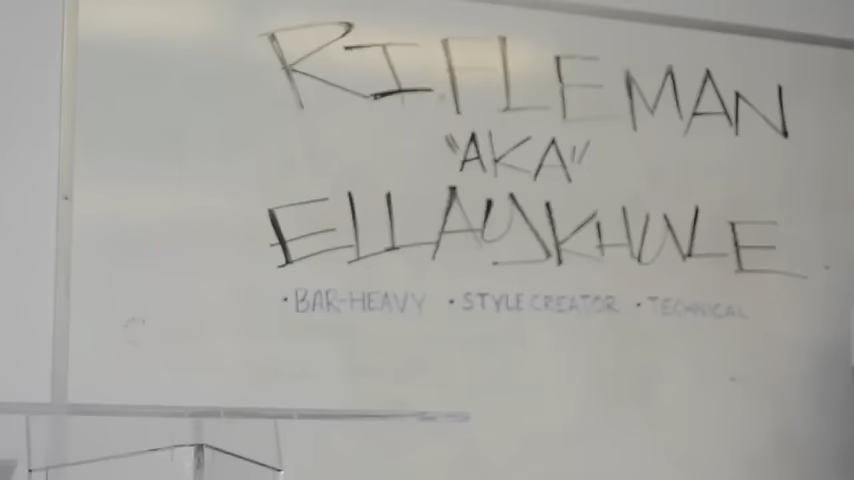 RIFLEMAN
"AKA"
ELLAYKHULE
· BAR-HEAVY · STYLE CREATOR · TECHNICAL